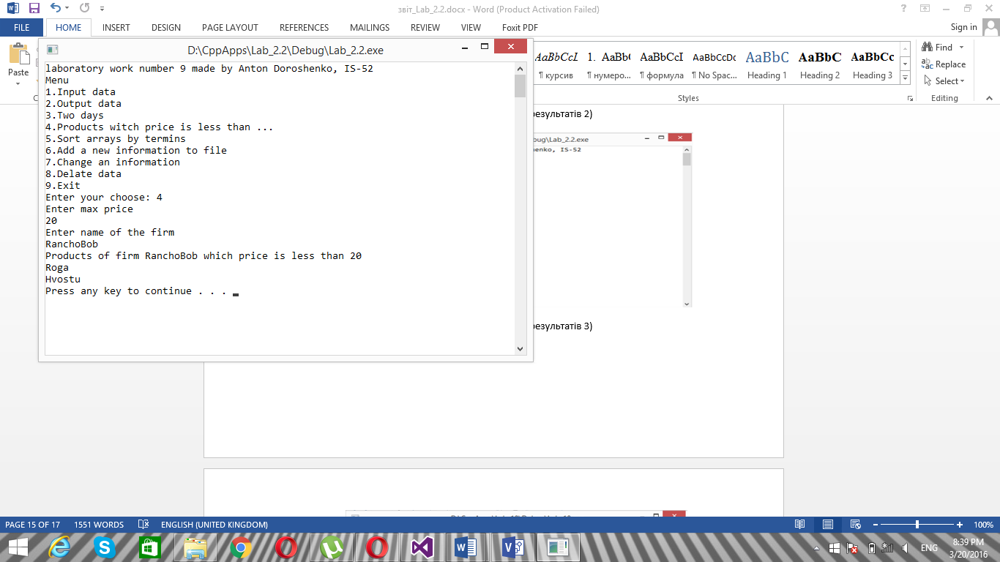 звіт_Lab_2.2.docx - Word (Product Activation Failed)
FILE HOME INSERT DESIGN PAGE LAYOUT REFERENCES MAILINGS REVIEW VIEW Foxit PDF Sign in
Paste
D:\CppApps\Lab_2.2\Debug\Lab_2.2.exe
laboratory work number 9 made by Anton Doroshenko, IS-52
Menu
1.Input data
2.Output data
3.Two days
4.Products witch price is less than ...
5.Sort arrays by termins
6.Add a new information to file
7.Change an information
8.Delate data
9.Exit
Enter your choose: 4
Enter max price
20
Enter name of the firm
RanchoBob
Products of firm RanchoBob which price is less than 20
Roga
Hvostu
Press any key to continue . . .
AaBbCcI 1. AaBb AaBbCcI AaBbCcDc AaBbC AaBbC AaBbCc
¶ курсив ¶ нумеро... ¶ формула ¶ No Spac... Heading 1 Heading 2 Heading 3
Styles
Find
Replace
Select
Editing
результатів 2)
bug\Lab_2.2.exe
enko, IS-52
результатів 3)
PAGE 15 OF 17 1551 WORDS ENGLISH (UNITED KINGDOM) 100%
ENG
8:39 PM
3/20/2016